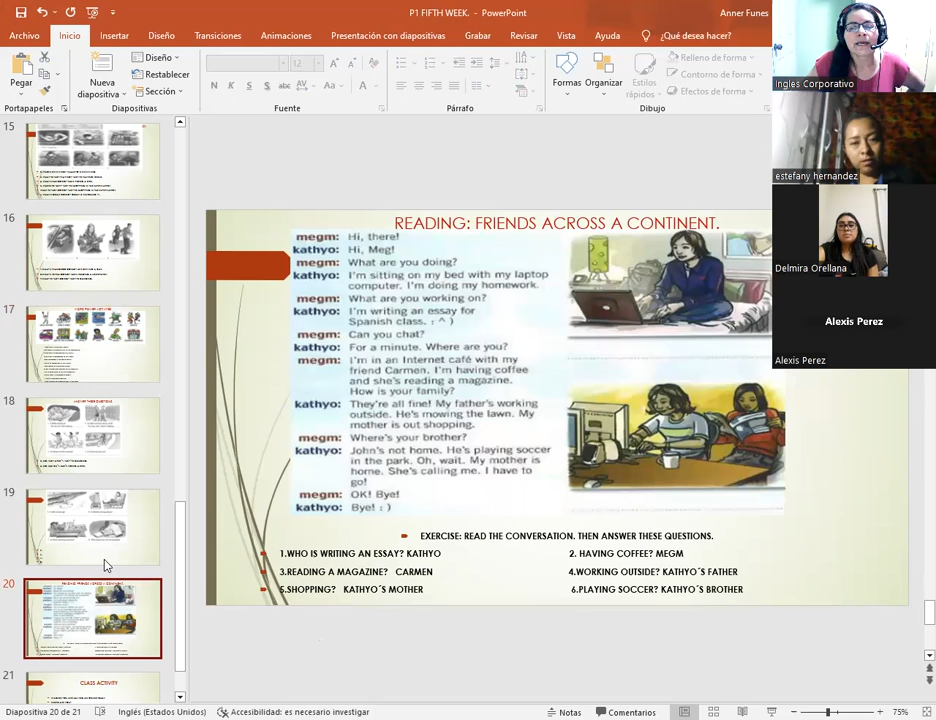 P1 FIFTH WEEK. - PowerPoint
Anner Funes
Archivo
Inicio
Insertar
Diseño
Transiciones
Animaciones
Presentación con diapositivas
Grabar
Revisar
Vista
Ayuda
¿Qué desea hacer?
Pegar
Portapapeles
Nueva
diapositiva
Diseño
Restablecer
Sección
Diapositivas
12
N K S S abc AV Aa A
Fuente
Párrafo
Formas
Organizar
Estilos
rápidos
Relleno de forma
Contorno de forma
Efectos de forma
Dibujo
Ingles Corporativo
estefany hernandez
Delmira Orellana
Alexis Perez
Alexis Perez
15
16
17
18
19
20
21
CLASS ACTIVITY
READING: FRIENDS ACROSS A CONTINENT.
megm: Hi, there!
kathyo: Hi, Meg!
megm: What are you doing?
kathyo: I'm sitting on my bed with my laptop
computer. I'm doing my homework.
megm: What are you working on?
kathyo: I'm writing an essay for
Spanish class. : ^ )
megm: Can you chat?
kathyo: For a minute. Where are you?
megm: I'm in an Internet café with my
friend Carmen. I'm having coffee
and she's reading a magazine.
How is your family?
kathyo: They're all fine! My father's working
outside. He's mowing the lawn. My
mother is out shopping.
megm: Where's your brother?
kathyo: John's not home. He's playing soccer
in the park. Oh, wait. My mother is
home. She's calling me. I have to
go!
megm: OK! Bye!
kathyo: Bye! : )
EXERCISE: READ THE CONVERSATION. THEN ANSWER THESE QUESTIONS.
1.WHO IS WRITING AN ESSAY? KATHYO
2. HAVING COFFEE? MEGM
3.READING A MAGAZINE? CARMEN
4.WORKING OUTSIDE? KATHYO´S FATHER
5.SHOPPING? KATHYO´S MOTHER
6.PLAYING SOCCER? KATHYO´S BROTHER
Diapositiva 20 de 21
Inglés (Estados Unidos)
Accesibilidad: es necesario investigar
Notas
Comentarios
75%